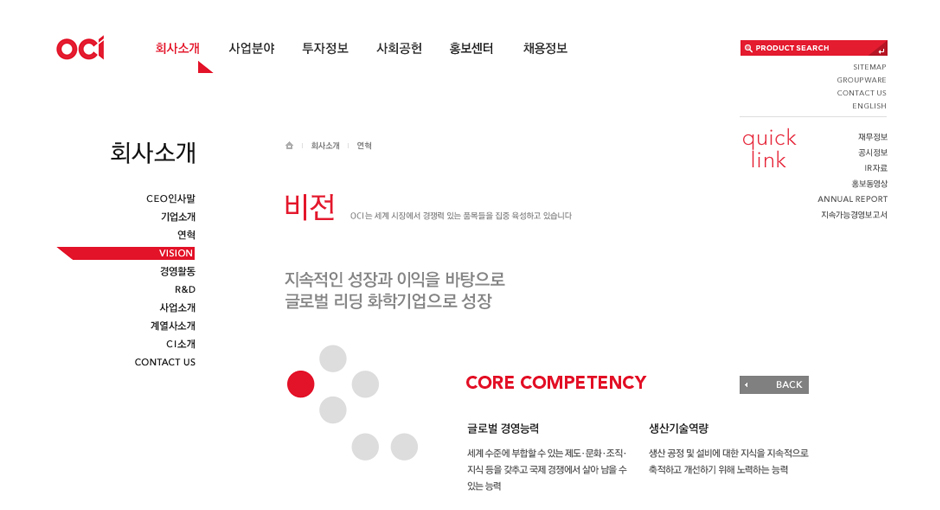 oci
회사소개
사업분야
투자정보
사회공헌
홍보센터
채용정보
PRODUCT SEARCH
SITEMAP
GROUPWARE
CONTACT US
ENGLISH
quick
link
재무정보
공시정보
IR자료
홍보동영상
ANNUAL REPORT
지속가능경영보고서
회사소개
CEO인사말
기업소개
연혁
VISION
경영활동
R&D
사업소개
계열사소개
CI소개
CONTACT US
회사소개
연혁
비전
OCI는 세계 시장에서 경쟁력 있는 품목들을 집중 육성하고 있습니다
지속적인 성장과 이익을 바탕으로
글로벌 리딩 화학기업으로 성장
CORE COMPETENCY
BACK
글로벌 경영능력
세계 수준에 부합할 수 있는 제도·문화·조직·
지식 등을 갖추고 국제 경쟁에서 살아 남을 수
있는 능력
생산기술역량
생산 공정 및 설비에 대한 지식을 지속적으로
축적하고 개선하기 위해 노력하는 능력